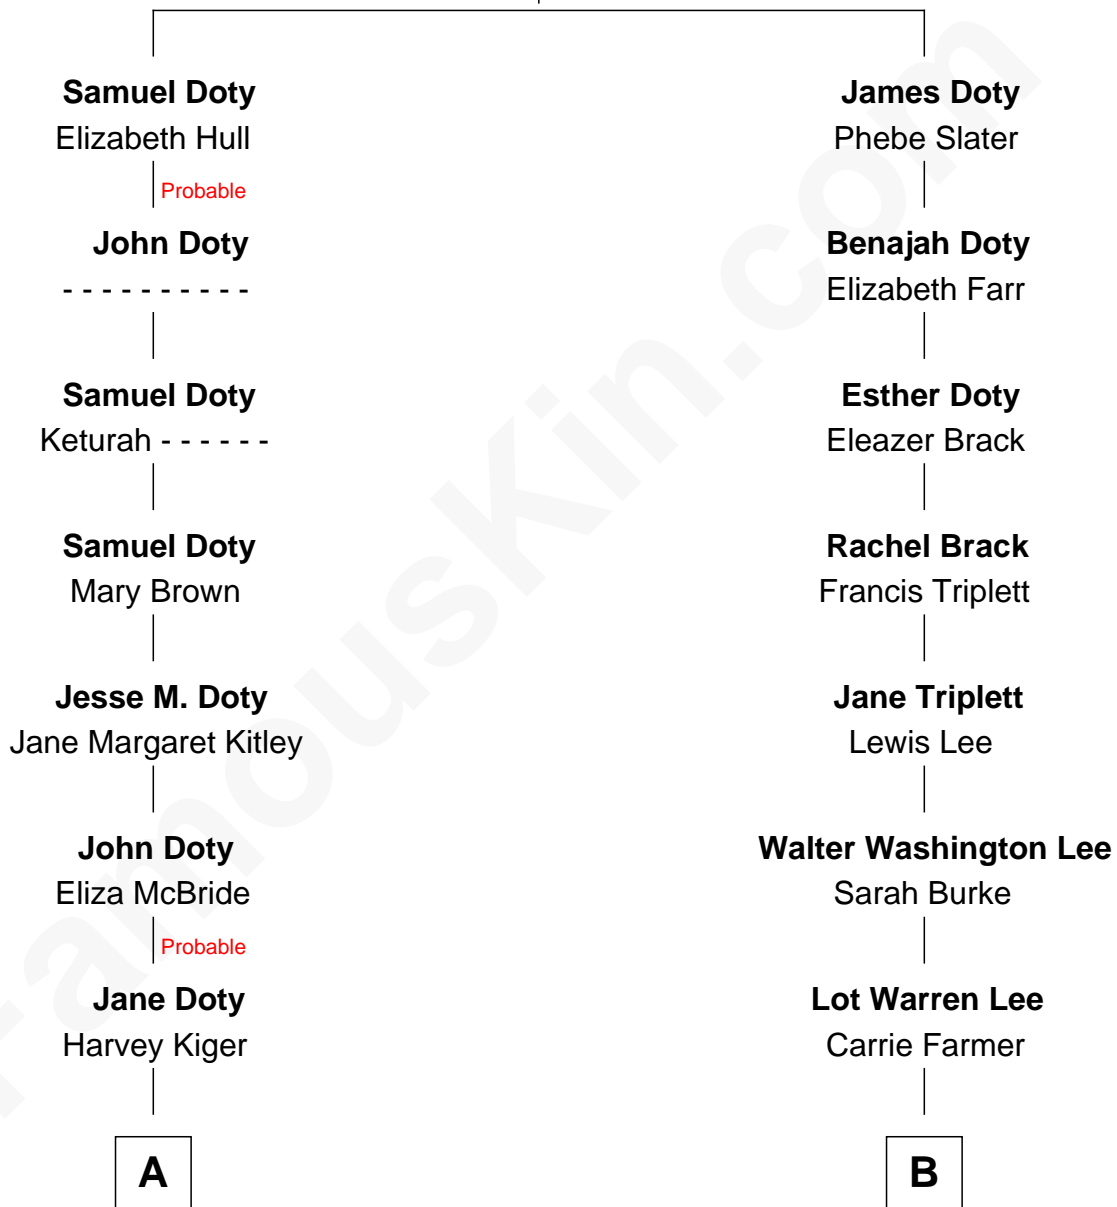 Samuel Doty
Elizabeth Hull
Probable
John Doty
- - - - - - - - - -
Samuel Doty
Keturah - - - - - -
Samuel Doty
Mary Brown
Jesse M. Doty
Jane Margaret Kitley
John Doty
Eliza McBride
Probable
Jane Doty
Harvey Kiger
A
James Doty
Phebe Slater
Benajah Doty
Elizabeth Farr
Esther Doty
Eleazer Brack
Rachel Brack
Francis Triplett
Jane Triplett
Lewis Lee
Walter Washington Lee
Sarah Burke
Lot Warren Lee
Carrie Farmer
B
FamousKin.com